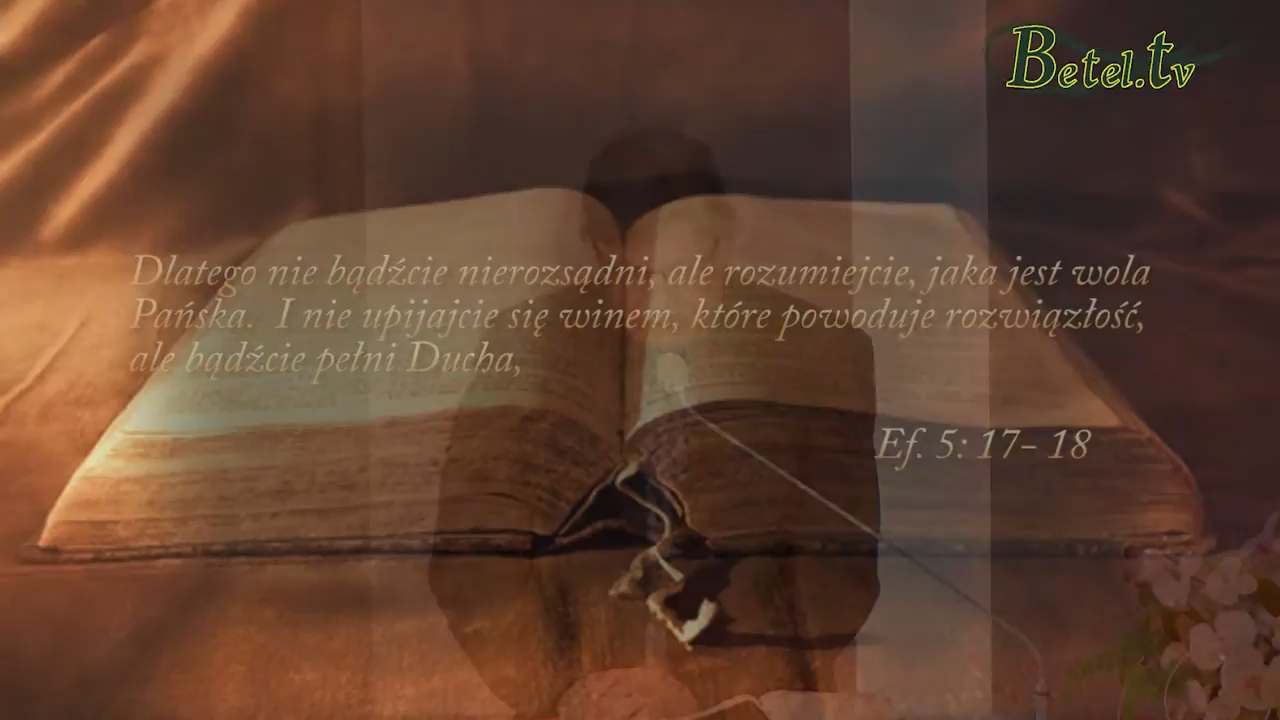 Betel.tv
Dlatego nie bądźcie nierozsądni, ale rozumiejcie, jaka jest wola
Pańska. I nie upijajcie się winem, które powoduje rozwiązłość,
ale bądźcie pełni Ducha,
Ef. 5: 17- 18